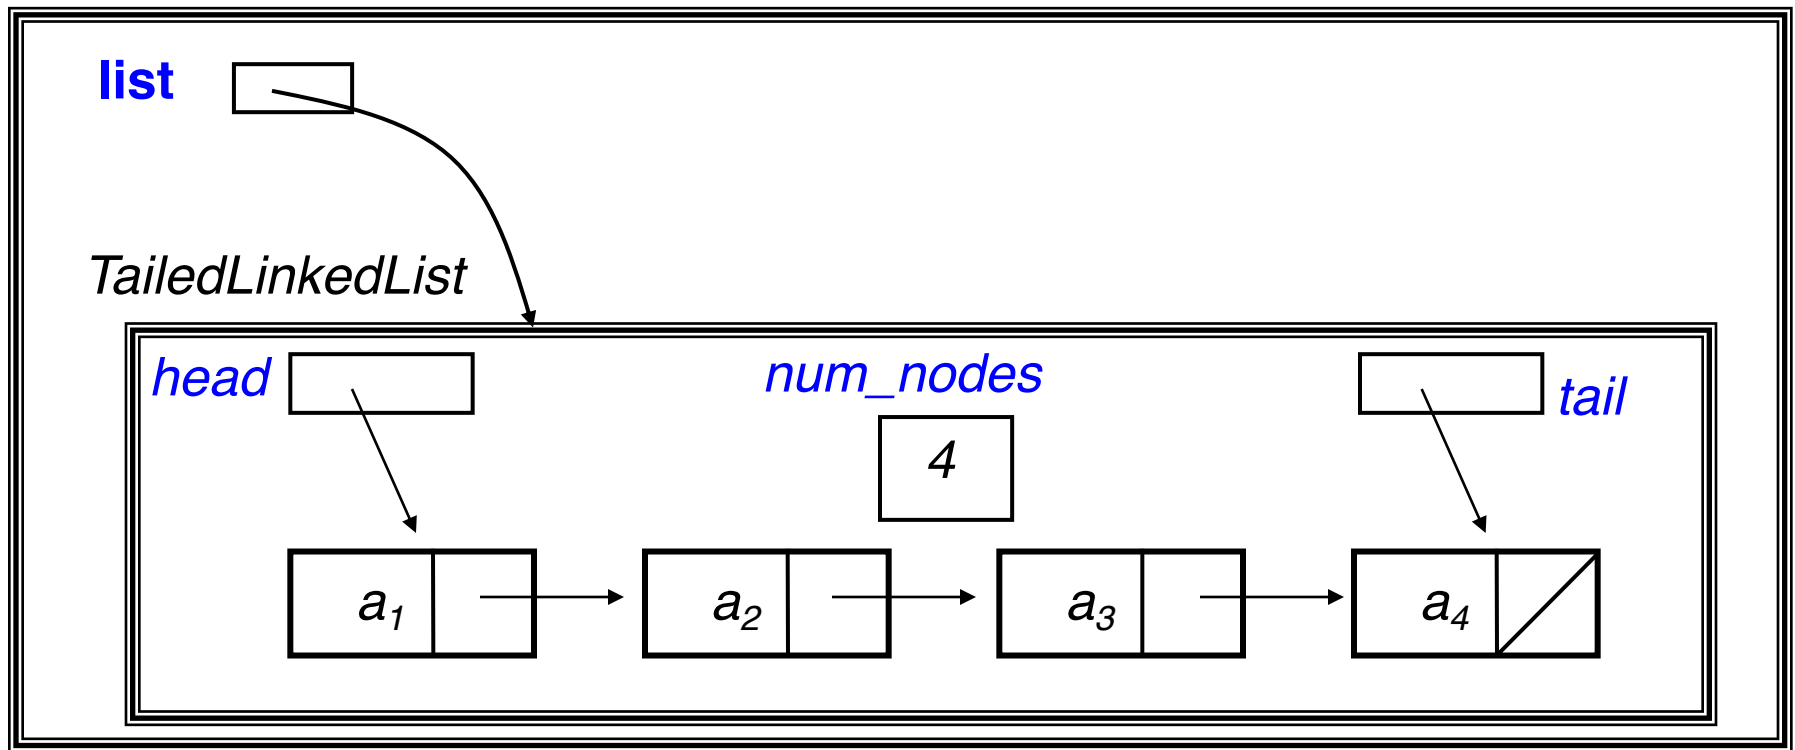 list
TailedLinkedList
head
num_nodes
tail
4
a1 a2 a3 a4